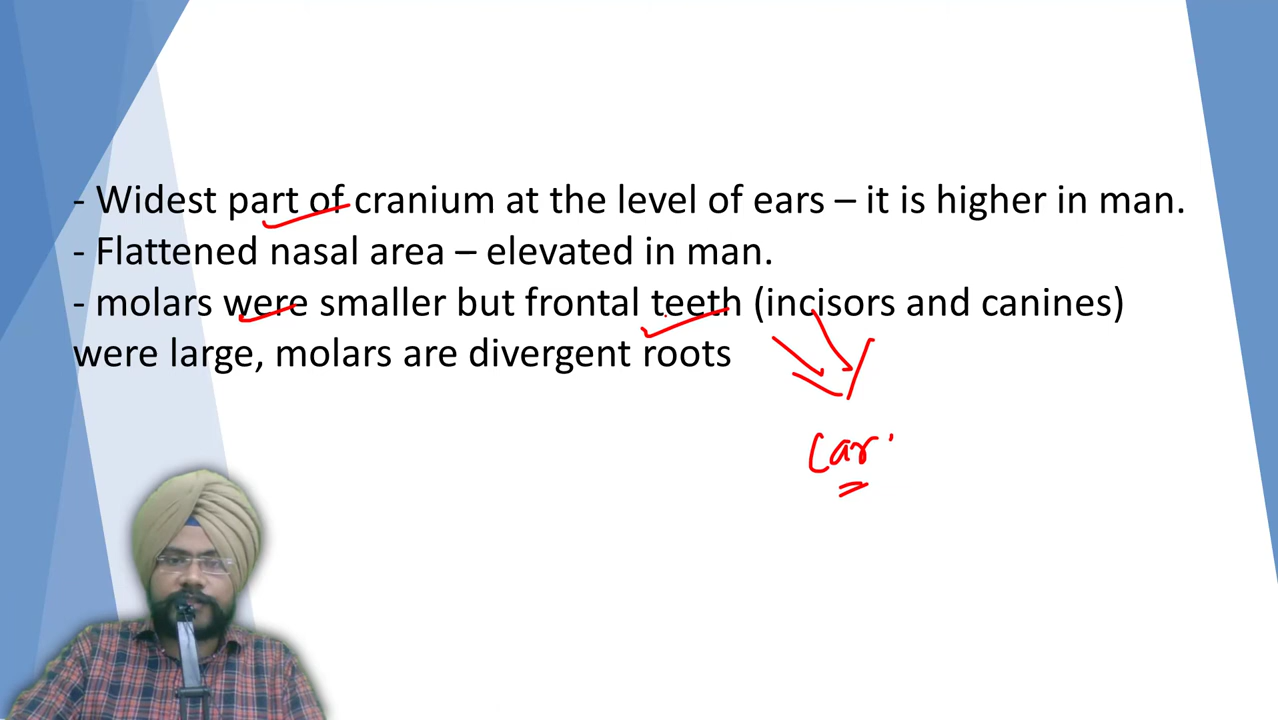 - Widest part of cranium at the level of ears – it is higher in man.
- Flattened nasal area – elevated in man.
- molars were smaller but frontal teeth (incisors and canines)
were large, molars are divergent roots
Car